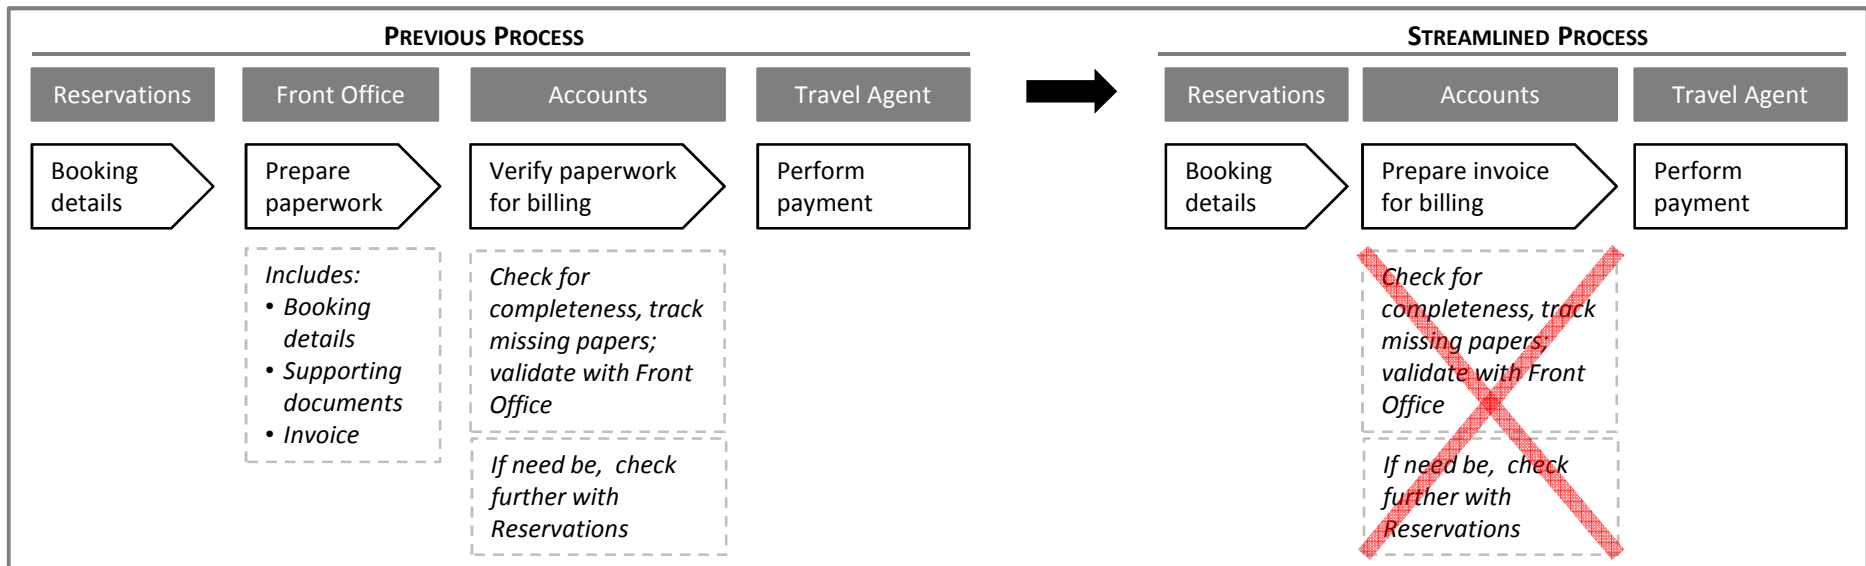 PREVIOUS PROCESS
Reservations
Front Office
Accounts
Travel Agent
Booking
details
Prepare
paperwork
Verify paperwork
for billing
Perform
payment
Includes:
• Booking
details
• Supporting
documents
• Invoice
Check for
completeness, track
missing papers;
validate with Front
Office
If need be, check
further with
Reservations
STREAMLINED PROCESS
Reservations
Accounts
Travel Agent
Booking
details
Prepare invoice
for billing
Perform
payment
Check for
completeness, track
missing papers;
validate with Front
Office
If need be, check
further with
Reservations